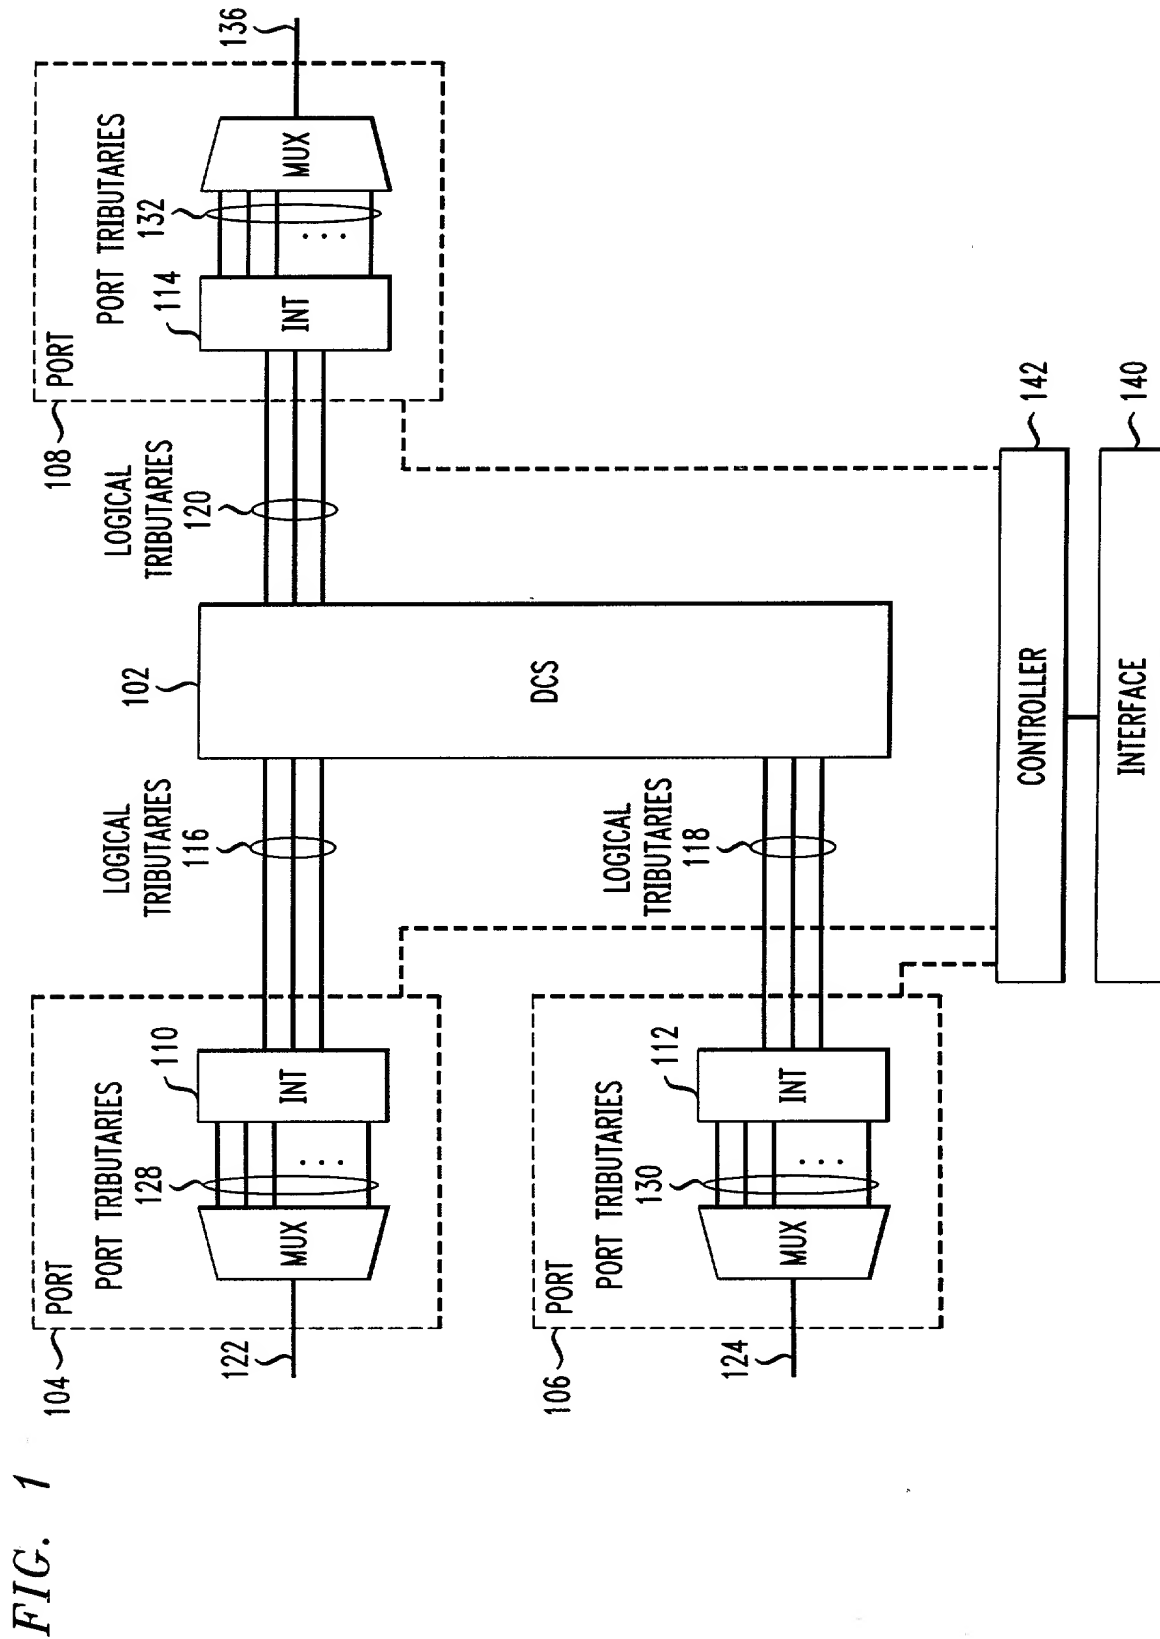 FIG. 1
104
PORT
PORT TRIBUTARIES
128
110
122
MUX
. . .
INT
LOGICAL
TRIBUTARIES
116
102
DCS
LOGICAL
TRIBUTARIES
120
108
PORT
PORT TRIBUTARIES
114
132
INT
. . .
MUX
136
106
PORT
PORT TRIBUTARIES
130
112
124
MUX
. . .
INT
LOGICAL
TRIBUTARIES
118
CONTROLLER
142
INTERFACE
140